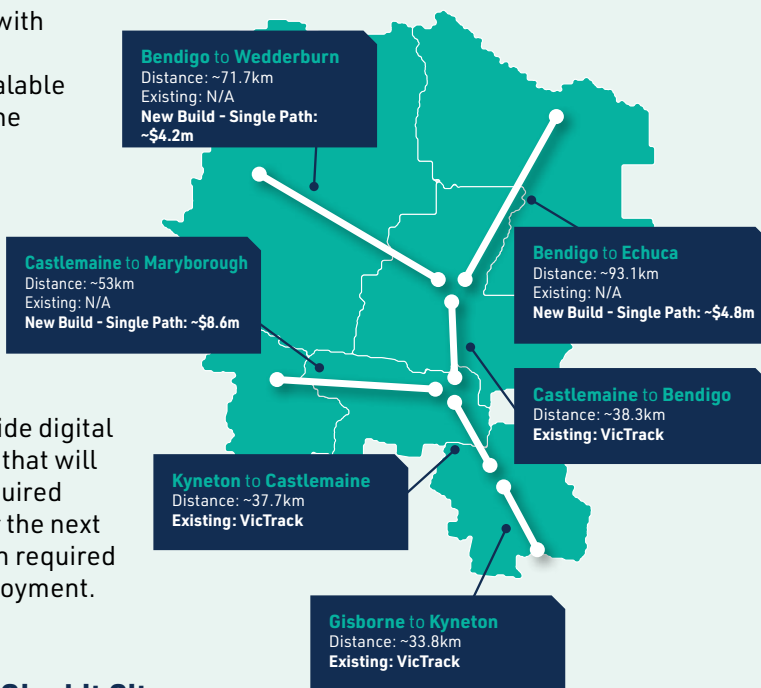 with
alable
ne
Bendigo to Wedderburn
Distance: ~71.7km
Existing: N/A
New Build - Single Path:
~$4.2m
Bendigo to Echuca
Distance: ~93.1km
Existing: N/A
New Build - Single Path: ~$4.8m
Castlemaine to Maryborough
Distance: ~53km
Existing: N/A
New Build - Single Path: ~$8.6m
Castlemaine to Bendigo
Distance: ~38.3km
Existing: VicTrack
ide digital
that will
uired
the next
n required
oyment.
Kyneton to Castlemaine
Distance: ~37.7km
Existing: VicTrack
Gisborne to Kyneton
Distance: ~33.8km
Existing: VicTrack